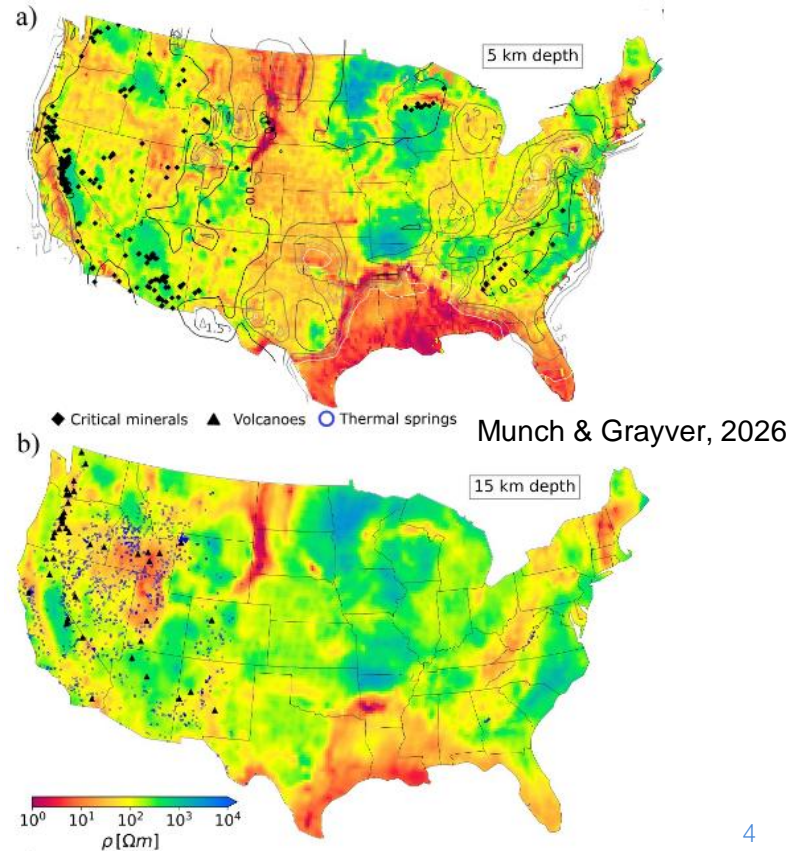 a)
5 km depth
◆ Critical minerals ▲ Volcanoes O Thermal springs
Munch & Grayver, 2026
b)
15 km depth
10⁰ 10¹ 10² 10³ 10⁴
ρ[Ωm]
4